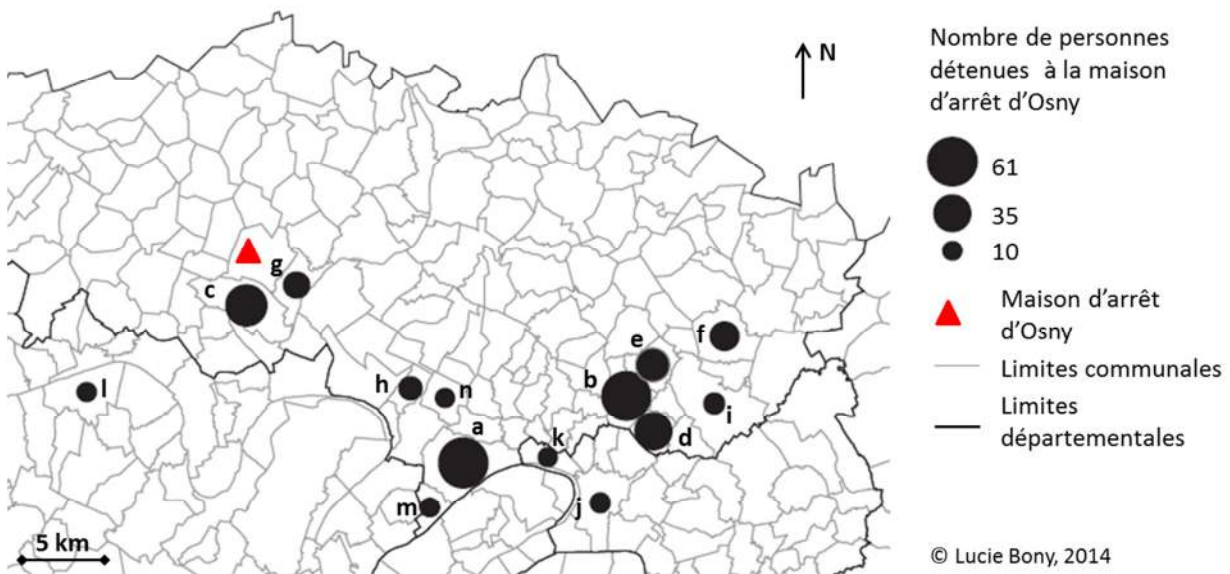 N
g
c
l
h
n
a
m
k
b
e
f
d
i
j
5 km
Nombre de personnes
détenues à la maison
d’arrêt d’Osny
61
35
10
Maison d’arrêt
d’Osny
Limites communales
Limites
départementales
© Lucie Bony, 2014